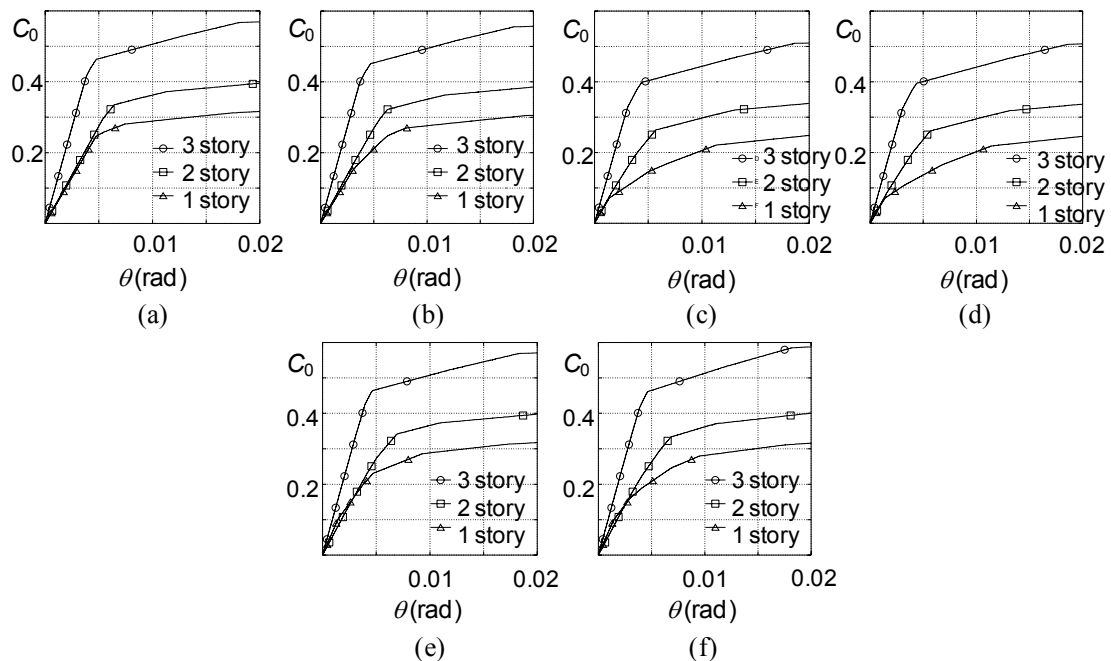 C0
0.4
0.2
3 story
2 story
1 story
0.01
0.02
θ(rad)
(a)
C0
0.4
0.2
3 story
2 story
1 story
0.01
0.02
θ(rad)
(b)
C0
0.4
0.2
3 story
2 story
1 story
0.01
0.02
θ(rad)
(c)
C0
0.4
0.2
3 story
2 story
1 story
0.01
0.02
θ(rad)
(d)
C0
0.4
0.2
3 story
2 story
1 story
0.01
0.02
θ(rad)
(e)
C0
0.4
0.2
3 story
2 story
1 story
0.01
0.02
θ(rad)
(f)